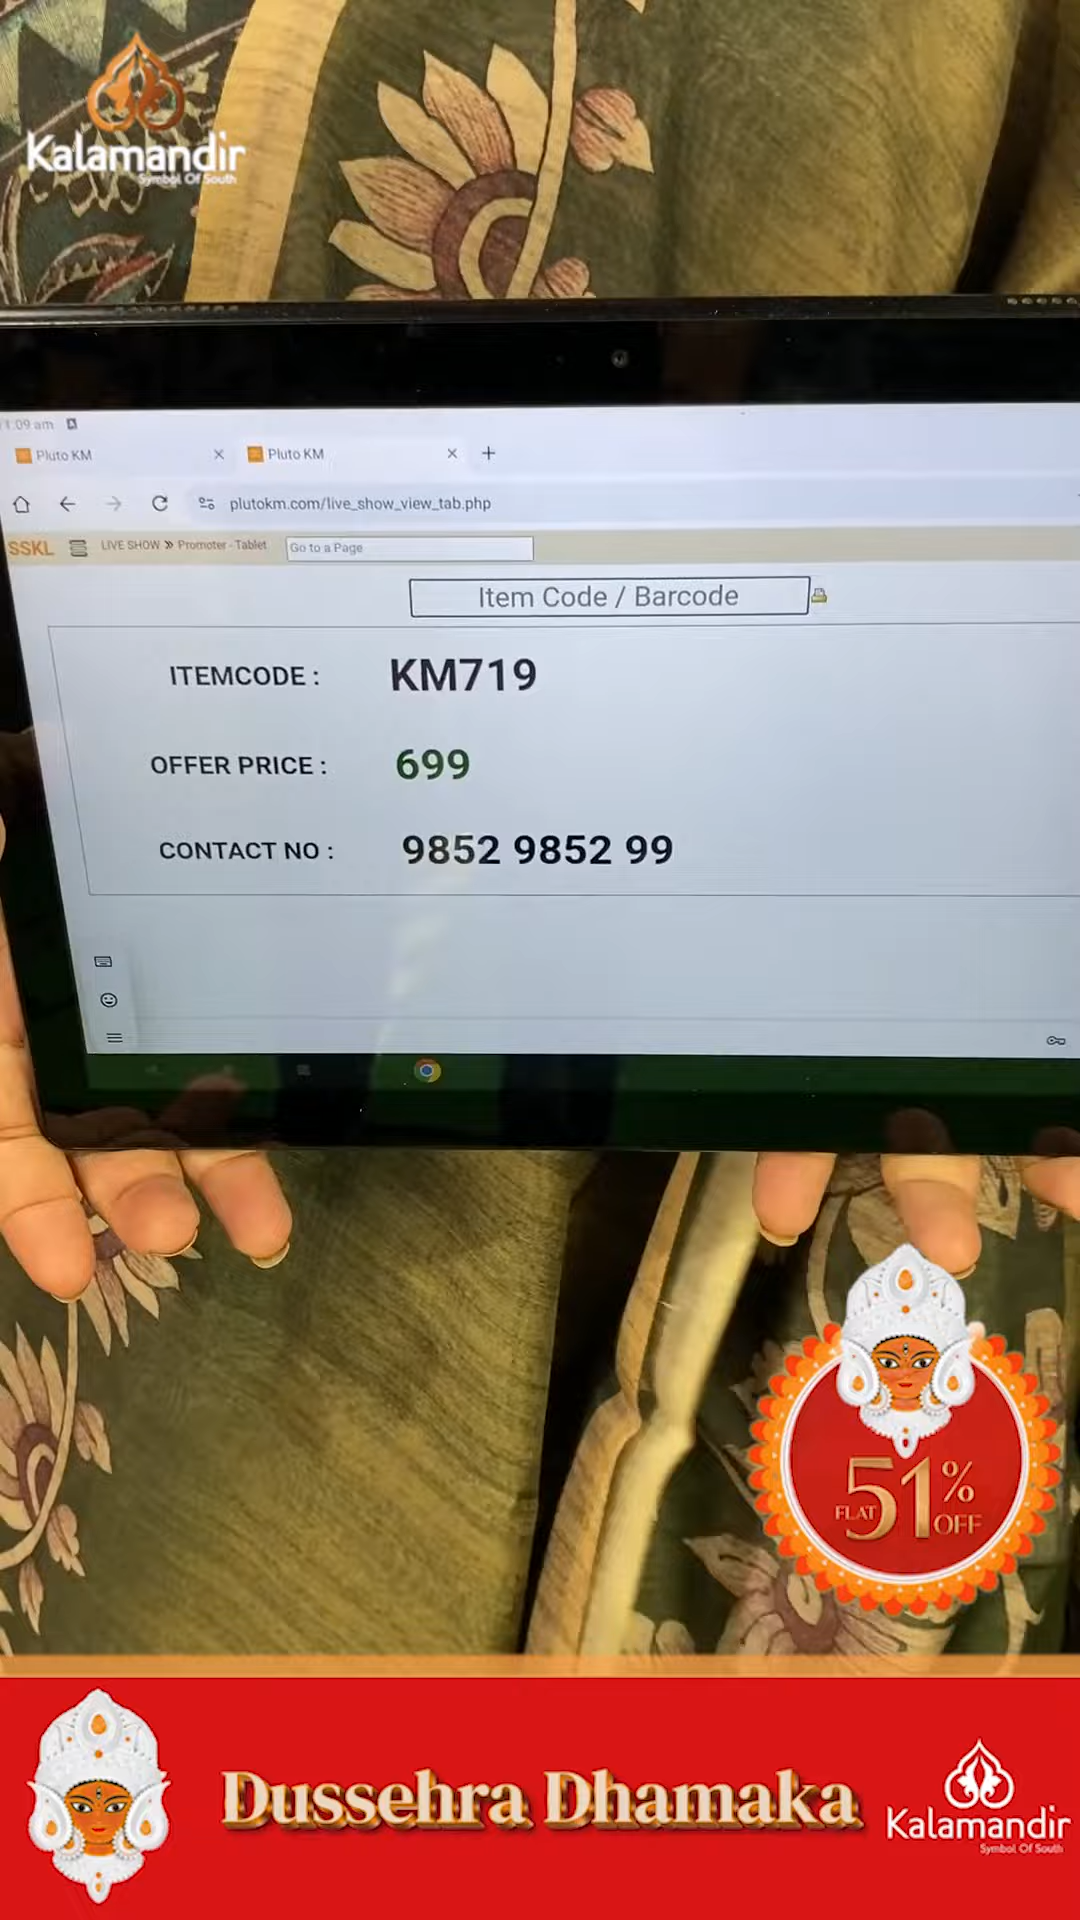 Kalamandir
Symbol Of South
1:09 am
Pluto KM
Pluto KM
plutokm.com/live_show_view_tab.php
SSKL
LIVE SHOW » Promoter - Tablet
Go to a Page
Item Code / Barcode
ITEMCODE : KM719
OFFER PRICE : 699
CONTACT NO : 9852 9852 99
FLAT 51% OFF
Dussehra Dhamaka
Kalamandir
Symbol Of South